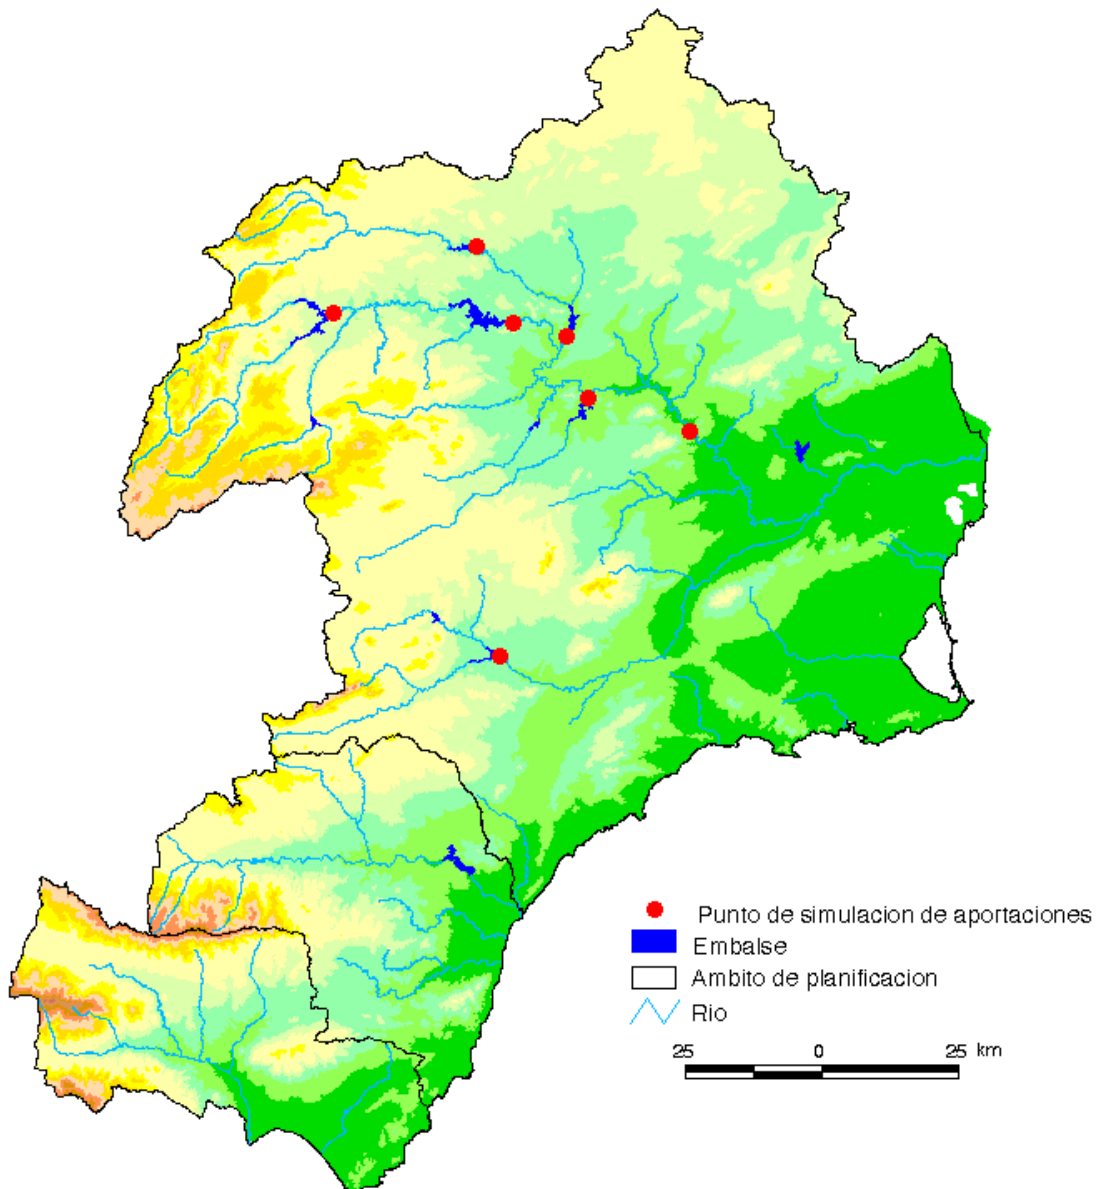 Punto de simulacion de aportaciones
Embalse
Ambito de planificacion
Rio
25 0 25 km